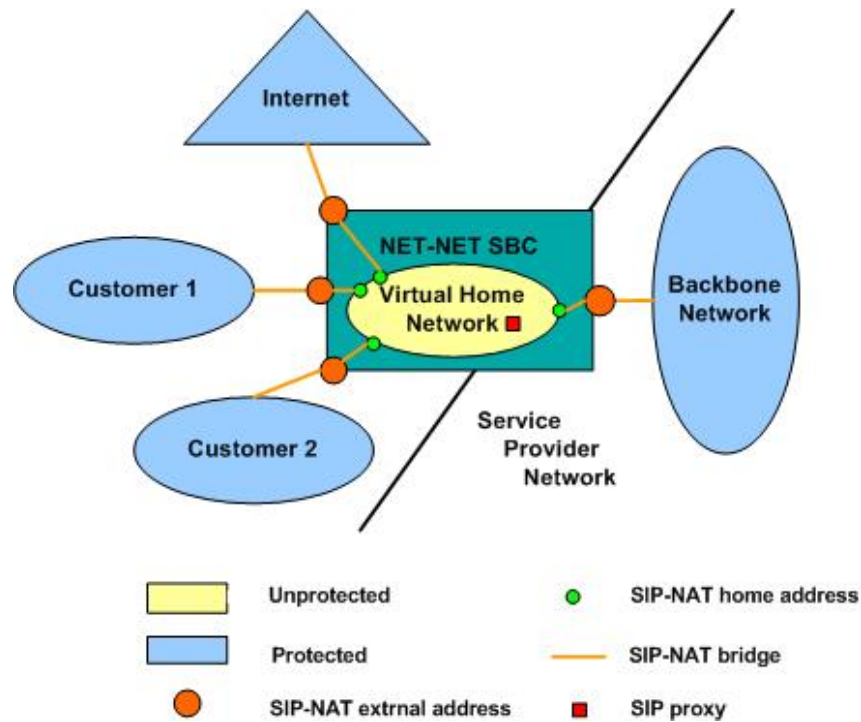 Internet
NET-NET SBC
Customer 1
Virtual Home
Network
Backbone
Network
Customer 2
Service
Provider
Network
Unprotected
SIP-NAT home address
Protected
SIP-NAT bridge
SIP-NAT extrnal address
SIP proxy